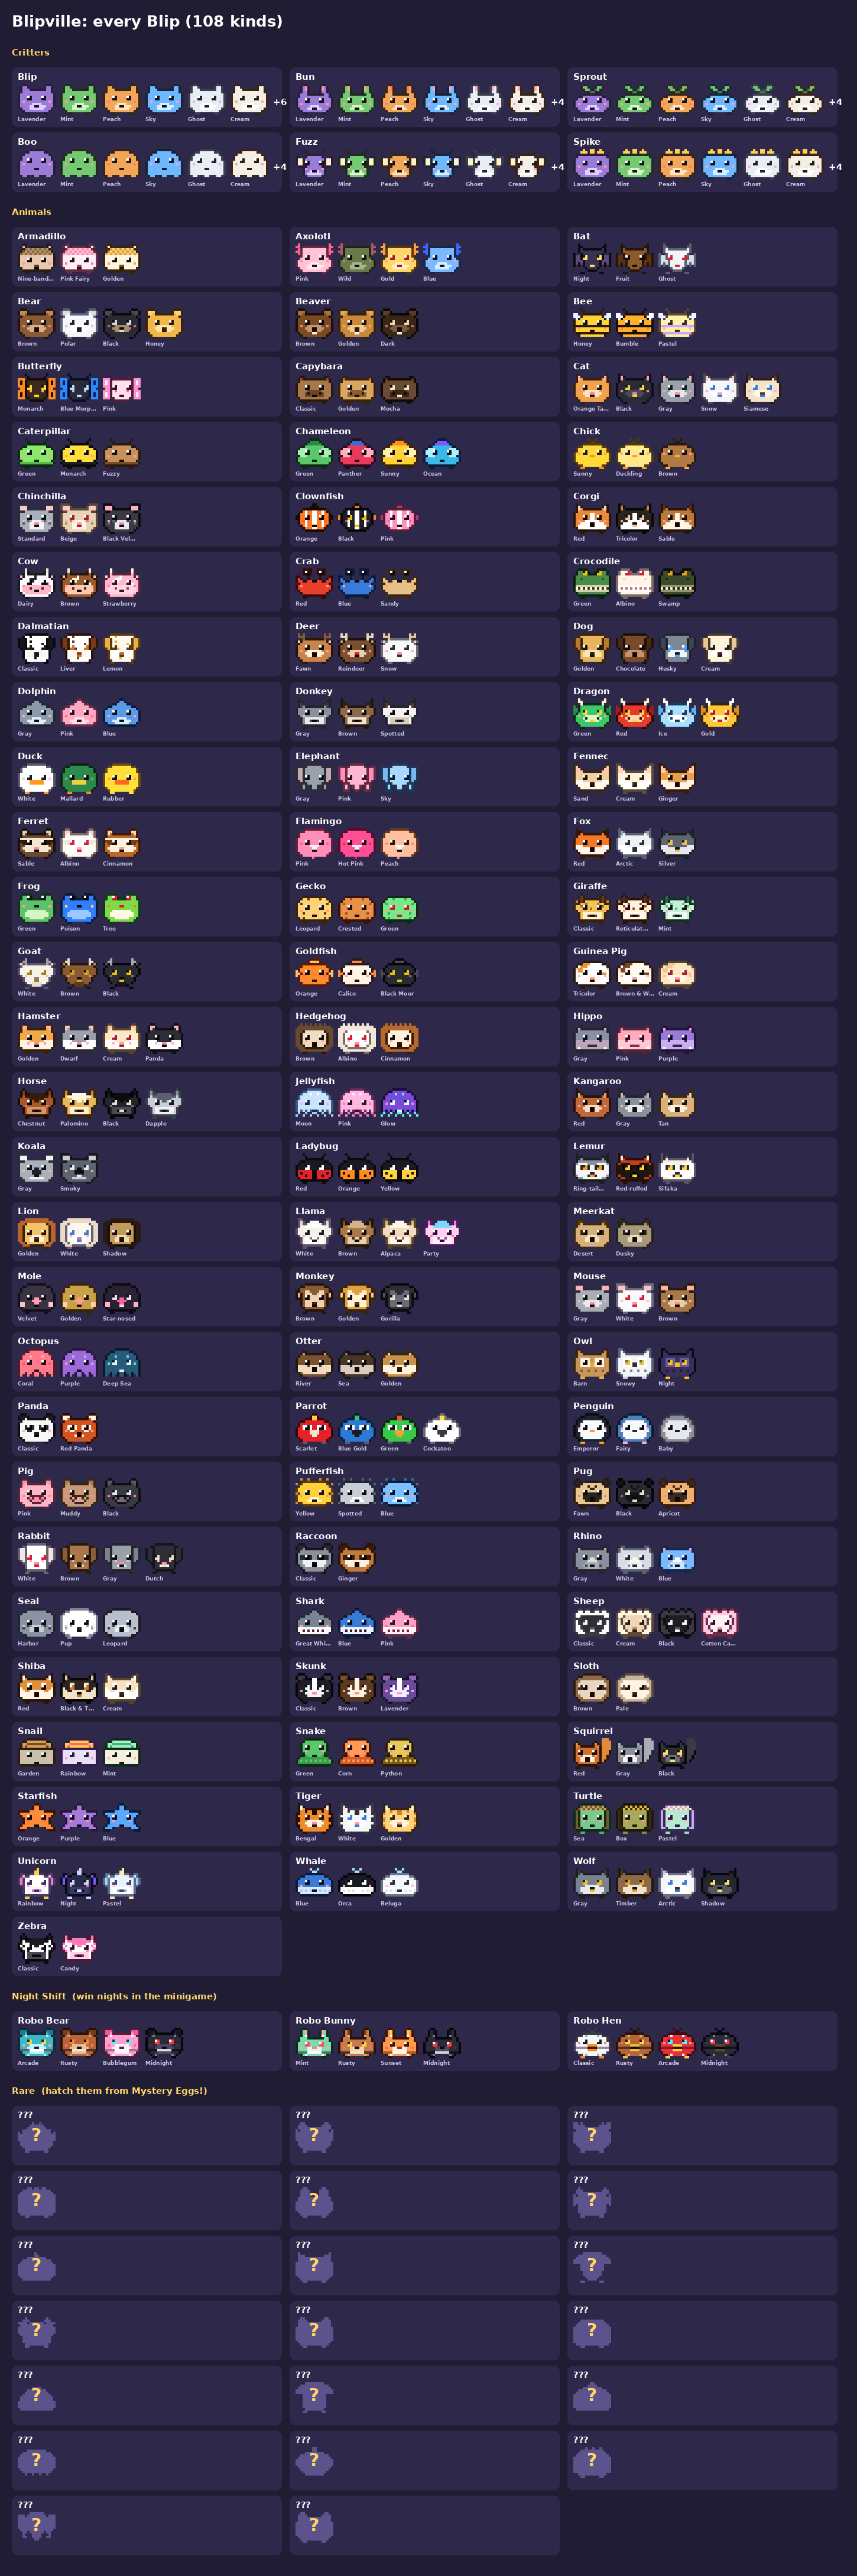 Blipville: every Blip (108 kinds)
Critters
Blip
Lavender Mint Peach Sky Ghost Cream +6
Bun
Lavender Mint Peach Sky Ghost Cream +4
Sprout
Lavender Mint Peach Sky Ghost Cream +4
Boo
Lavender Mint Peach Sky Ghost Cream +4
Fuzz
Lavender Mint Peach Sky Ghost Cream +4
Spike
Lavender Mint Peach Sky Ghost Cream +4
Animals
Armadillo
Nine-band... Pink Fairy Golden
Axolotl
Pink Wild Gold Blue
Bat
Night Fruit Ghost
Bear
Brown Polar Black Honey
Beaver
Brown Golden Dark
Bee
Honey Bumble Pastel
Butterfly
Monarch Blue Morp... Pink
Capybara
Classic Golden Mocha
Cat
Orange Ta... Black Gray Snow Siamese
Caterpillar
Green Monarch Fuzzy
Chameleon
Green Panther Sunny Ocean
Chick
Sunny Duckling Brown
Chinchilla
Standard Beige Black Vel...
Clownfish
Orange Black Pink
Corgi
Red Tricolor Sable
Cow
Dairy Brown Strawberry
Crab
Red Blue Sandy
Crocodile
Green Albino Swamp
Dalmatian
Classic Liver Lemon
Deer
Fawn Reindeer Snow
Dog
Golden Chocolate Husky Cream
Dolphin
Gray Pink Blue
Donkey
Gray Brown Spotted
Dragon
Green Red Ice Gold
Duck
White Mallard Rubber
Elephant
Gray Pink Sky
Fennec
Sand Cream Ginger
Ferret
Sable Albino Cinnamon
Flamingo
Pink Hot Pink Peach
Fox
Red Arctic Silver
Frog
Green Poison Tree
Gecko
Leopard Crested Green
Giraffe
Classic Reticulat... Mint
Goat
White Brown Black
Goldfish
Orange Calico Black Moor
Guinea Pig
Tricolor Brown & W... Cream
Hamster
Golden Dwarf Cream Panda
Hedgehog
Brown Albino Cinnamon
Hippo
Gray Pink Purple
Horse
Chestnut Palomino Black Dapple
Jellyfish
Moon Pink Glow
Kangaroo
Red Gray Tan
Koala
Gray Smoky
Ladybug
Red Orange Yellow
Lemur
Ring-tail... Red-ruffed Sifaka
Lion
Golden White Shadow
Llama
White Brown Alpaca Party
Meerkat
Desert Dusky
Mole
Velvet Golden Star-nosed
Monkey
Brown Golden Gorilla
Mouse
Gray White Brown
Octopus
Coral Purple Deep Sea
Otter
River Sea Golden
Owl
Barn Snowy Night
Panda
Classic Red Panda
Parrot
Scarlet Blue Gold Green Cockatoo
Penguin
Emperor Fairy Baby
Pig
Pink Muddy Black
Pufferfish
Yellow Spotted Blue
Pug
Fawn Black Apricot
Rabbit
White Brown Gray Dutch
Raccoon
Classic Ginger
Rhino
Gray White Blue
Seal
Harbor Pup Leopard
Shark
Great Whi... Blue Pink
Sheep
Classic Cream Black Cotton Ca...
Shiba
Red Black & T... Cream
Skunk
Classic Brown Lavender
Sloth
Brown Pale
Snail
Garden Rainbow Mint
Snake
Green Corn Python
Squirrel
Red Gray Black
Starfish
Orange Purple Blue
Tiger
Bengal White Golden
Turtle
Sea Box Pastel
Unicorn
Rainbow Night Pastel
Whale
Blue Orca Beluga
Wolf
Gray Timber Arctic Shadow
Zebra
Classic Candy
Night Shift (win nights in the minigame)
Robo Bear
Arcade Rusty Bubblegum Midnight
Robo Bunny
Mint Rusty Sunset Midnight
Robo Hen
Classic Rusty Arcade Midnight
Rare (hatch them from Mystery Eggs!)
???
?
???
?
???
?
???
?
???
?
???
?
???
?
???
?
???
?
???
?
???
?
???
?
???
?
???
?
???
?
???
?
???
?
???
?
???
?
???
?